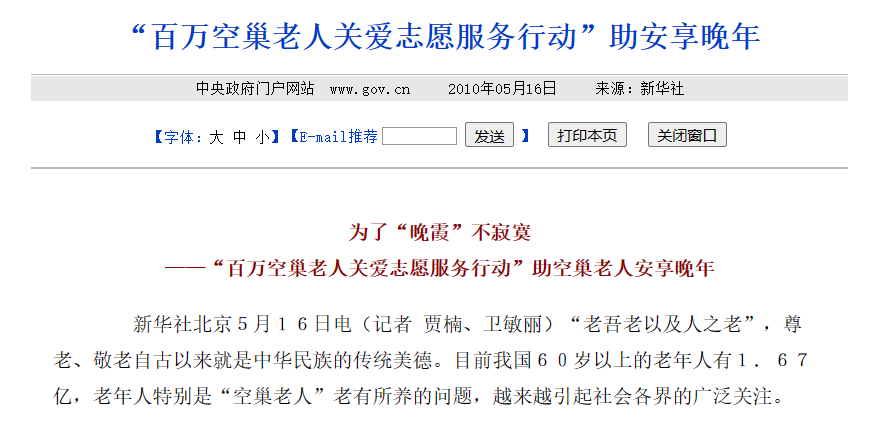 “百万空巢老人关爱志愿服务行动”助安享晚年
中央政府门户网站 www.gov.cn 2010年05月16日 来源：新华社
【字体：大 中 小】【E-mail推荐 发送 】 打印本页 关闭窗口
为了“晚霞”不寂寞
——“百万空巢老人关爱志愿服务行动”助空巢老人安享晚年
新华社北京５月１６日电（记者 贾楠、卫敏丽）“老吾老以及人之老”，尊
老、敬老自古以来就是中华民族的传统美德。目前我国６０岁以上的老年人有１．６７
亿，老年人特别是“空巢老人”老有所养的问题，越来越引起社会各界的广泛关注。